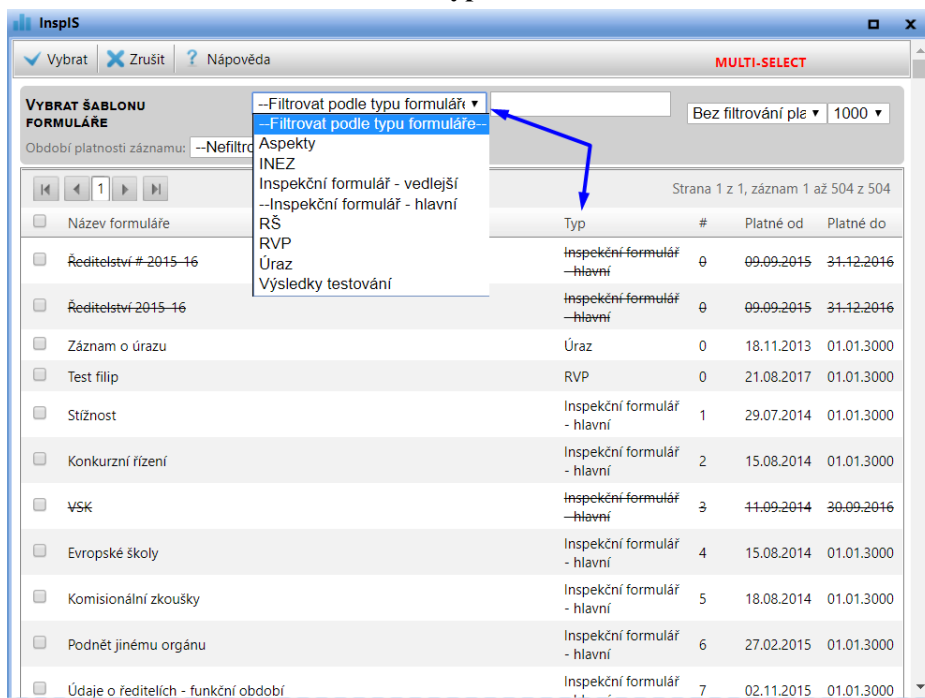 InspIS
Vybrat Zrušit Nápověda MULTI-SELECT
VYBRAT ŠABLONU
FORMULÁŘE
--Filtrovat podle typu formuláře
Bez filtrování pla 1000
Období platnosti záznamu: --Nefiltro
--Filtrovat podle typu formuláře--
Aspekty
INEZ
Inspekční formulář - vedlejší
--Inspekční formulář - hlavní
RŠ
RVP
Úraz
Výsledky testování
1 Strana 1 z 1, záznam 1 až 504 z 504
Název formuláře Typ # Platné od Platné do
Ředitelství # 2015-16 Inspekční formulář - hlavní 0 09.09.2015 31.12.2016
Ředitelství 2015-16 Inspekční formulář - hlavní 0 09.09.2015 31.12.2016
Záznam o úrazu Úraz 0 18.11.2013 01.01.3000
Test filip RVP 0 21.08.2017 01.01.3000
Stížnost Inspekční formulář - hlavní 1 29.07.2014 01.01.3000
Konkurzní řízení Inspekční formulář - hlavní 2 15.08.2014 01.01.3000
VSK Inspekční formulář - hlavní 3 11.09.2014 30.09.2016
Evropské školy Inspekční formulář - hlavní 4 15.08.2014 01.01.3000
Komisionální zkoušky Inspekční formulář - hlavní 5 18.08.2014 01.01.3000
Podnět jinému orgánu Inspekční formulář - hlavní 6 27.02.2015 01.01.3000
Údaje o ředitelích - funkční období Inspekční formulář 7 02.11.2015 01.01.3000